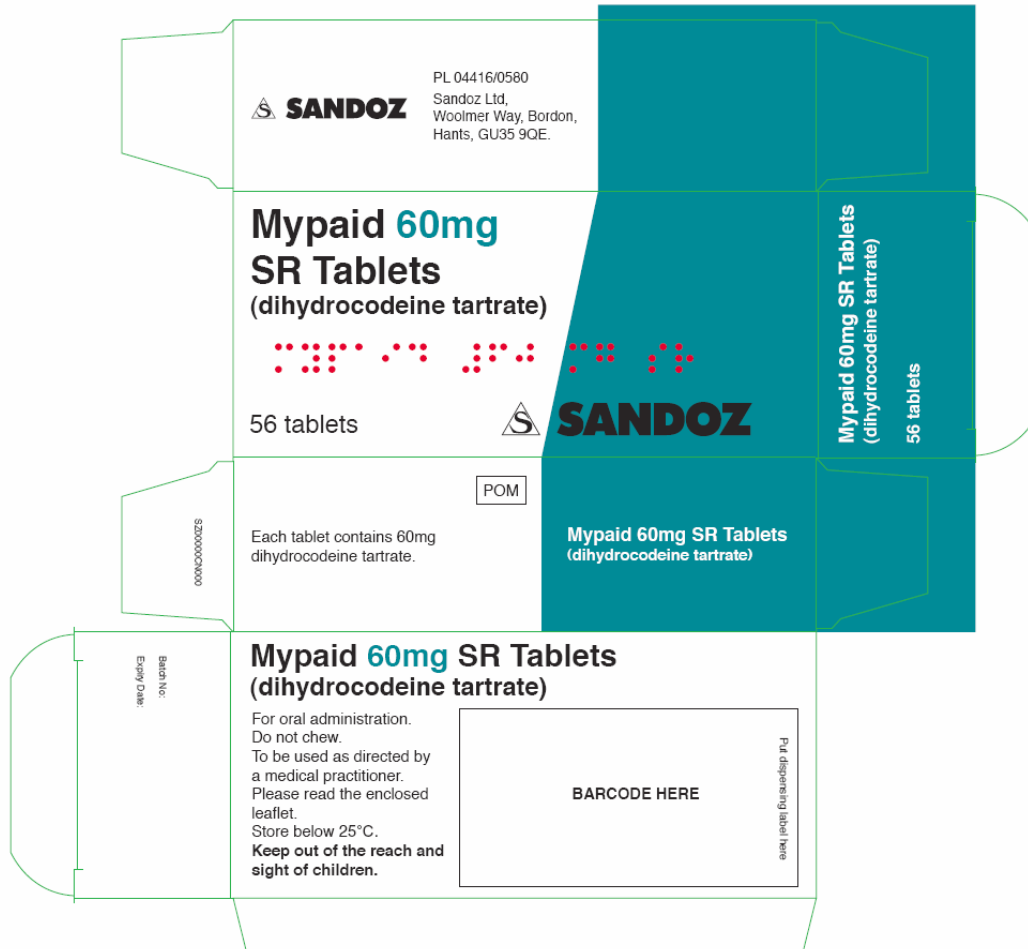 PL 04416/0580
S SANDOZ
Sandoz Ltd,
Woolmer Way, Bordon,
Hants, GU35 9QE.
Mypaid 60mg
SR Tablets
(dihydrocodeine tartrate)
⠍⠽⠏⠁⠊⠙ ⠼⠋⠚ ⠍⠛ ⠎⠗
56 tablets
S SANDOZ
Mypaid 60mg SR Tablets
(dihydrocodeine tartrate)
56 tablets
SZ00000CN000
POM
Each tablet contains 60mg
dihydrocodeine tartrate.
Mypaid 60mg SR Tablets
(dihydrocodeine tartrate)
Batch No:
Expiry Date:
Mypaid 60mg SR Tablets
(dihydrocodeine tartrate)
For oral administration.
Do not chew.
To be used as directed by
a medical practitioner.
Please read the enclosed
leaflet.
Store below 25°C.
Keep out of the reach and
sight of children.
BARCODE HERE
Put dispensing label here